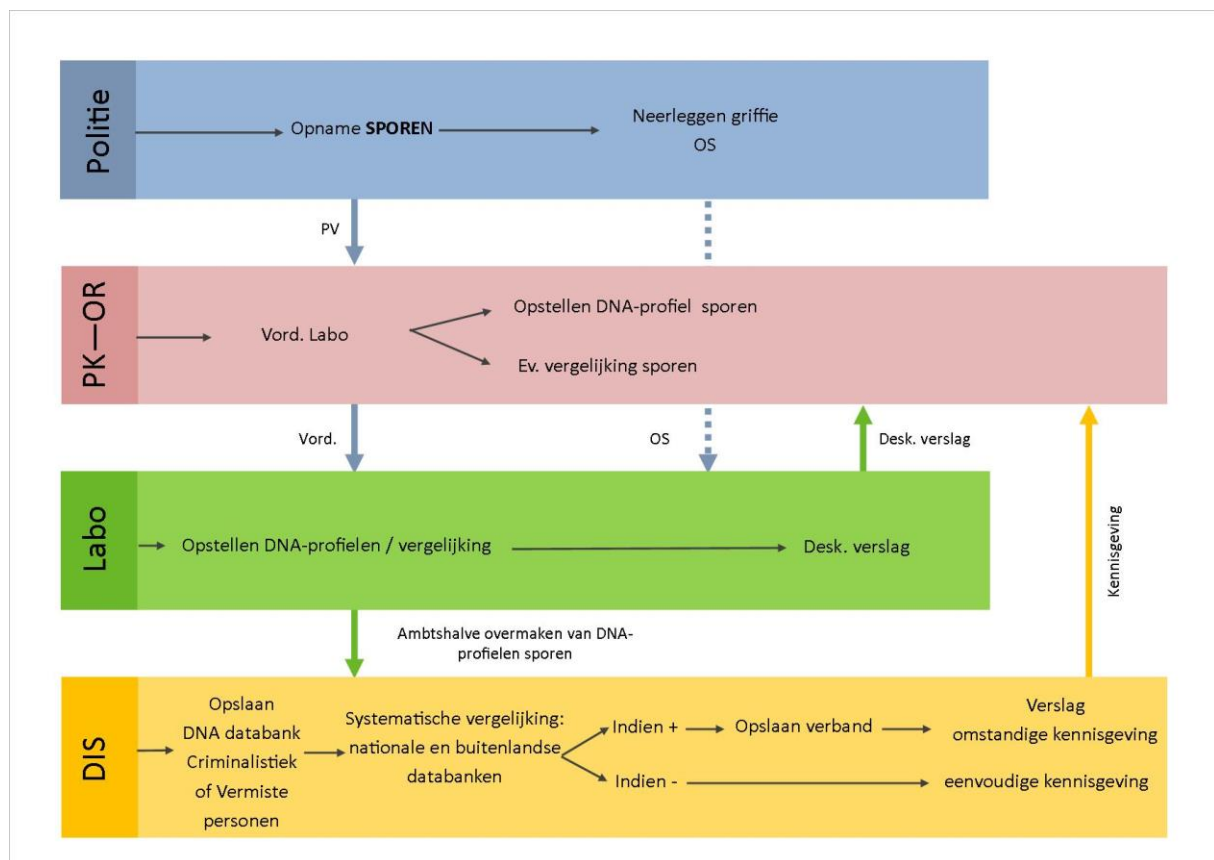 Politie
Opname SPOREN
Neerleggen griffie
OS
PV
PK—OR
Vord. Labo
Opstellen DNA-profiel sporen
Ev. vergelijking sporen
Vord.
OS
Desk. verslag
Kennisgeving
Labo
Opstellen DNA-profielen / vergelijking
Desk. verslag
Ambtshalve overmaken van DNA-
profielen sporen
DIS
Opslaan
DNA databank
Criminalistiek
of Vermiste
personen
Systematische vergelijking:
nationale en buitenlandse
databanken
Indien +
Opslaan verband
Verslag
omstandige kennisgeving
Indien -
eenvoudige kennisgeving